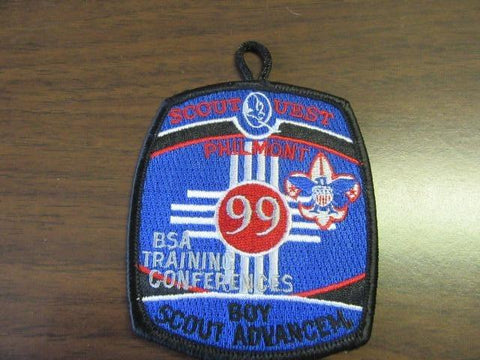 SCOUT QUEST
PHILMONT
99
BSA
TRAINING
CONFERENCES
BOY
SCOUT ADVANCEM.